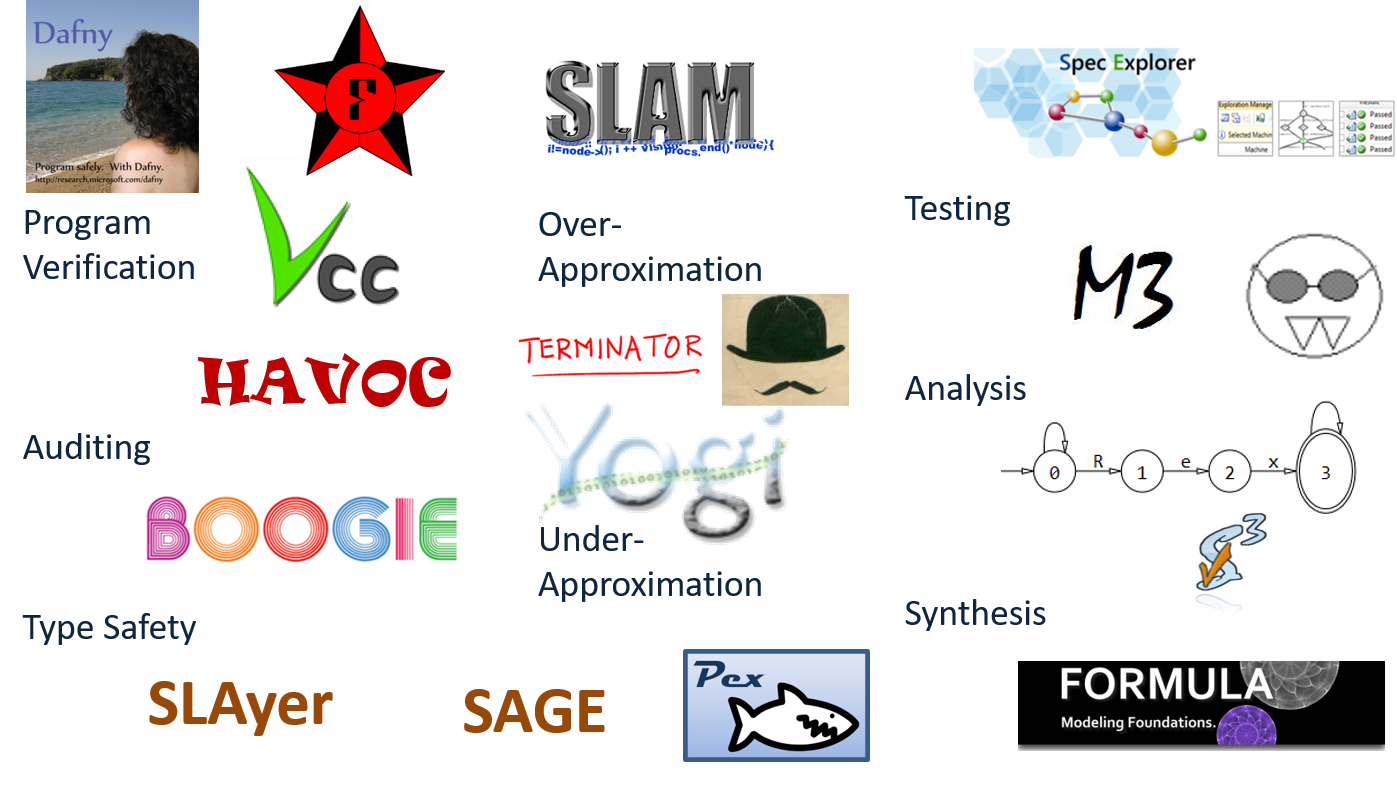 Dafny
Program safely. With Dafny.
http://research.microsoft.com/dafny
F
SLAM
i!=node->(); i ++
procs.end()*node){
Spec Explorer
Exploration Manage
Selected Machin
Machine
Passed
Passed
Passed
Passed
Program
Verification
Vcc
Over-
Approximation
Testing
M3
HAVOC
TERMINATOR
Analysis
Auditing
Yogi
0 R 1 e 2 x 3
BOOGIE
Under-
Approximation
Type Safety
Synthesis
SLAyer
SAGE
Pex
FORMULA
Modeling Foundations.